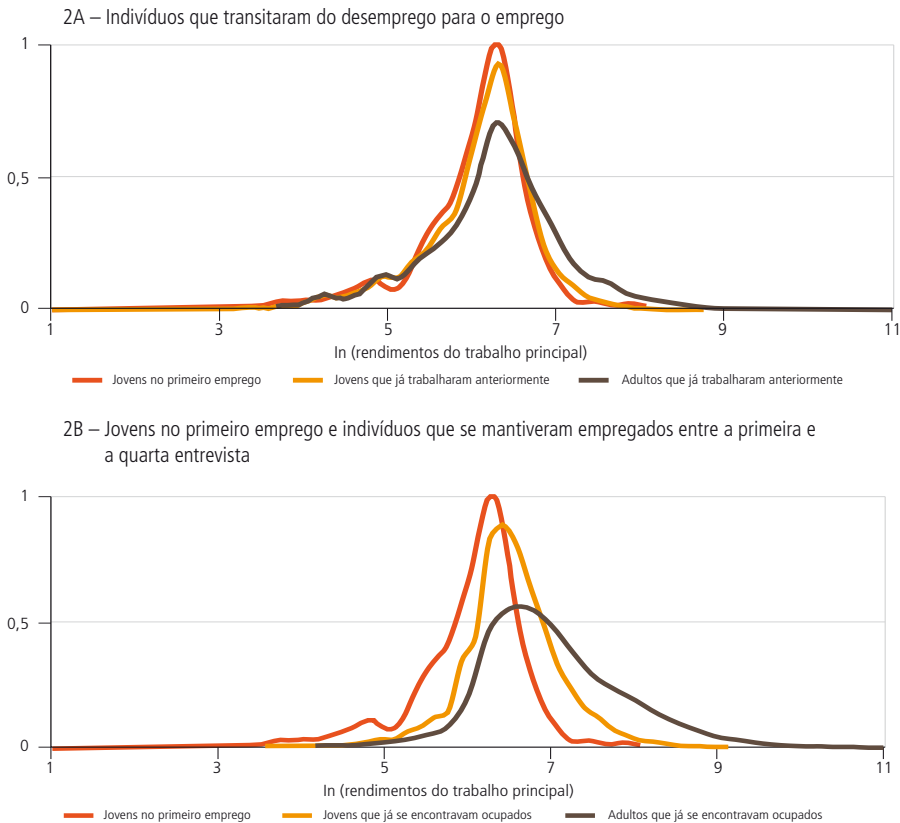 2A – Indivíduos que transitaram do desemprego para o emprego
1
0,5
0
1 3 5 7 9 11
In (rendimentos do trabalho principal)
Jovens no primeiro emprego Jovens que já trabalharam anteriormente Adultos que já trabalharam anteriormente
2B – Jovens no primeiro emprego e indivíduos que se mantiveram empregados entre a primeira e
a quarta entrevista
1
0,5
0
1 3 5 7 9 11
In (rendimentos do trabalho principal)
Jovens no primeiro emprego Jovens que já se encontravam ocupados Adultos que já se encontravam ocupados